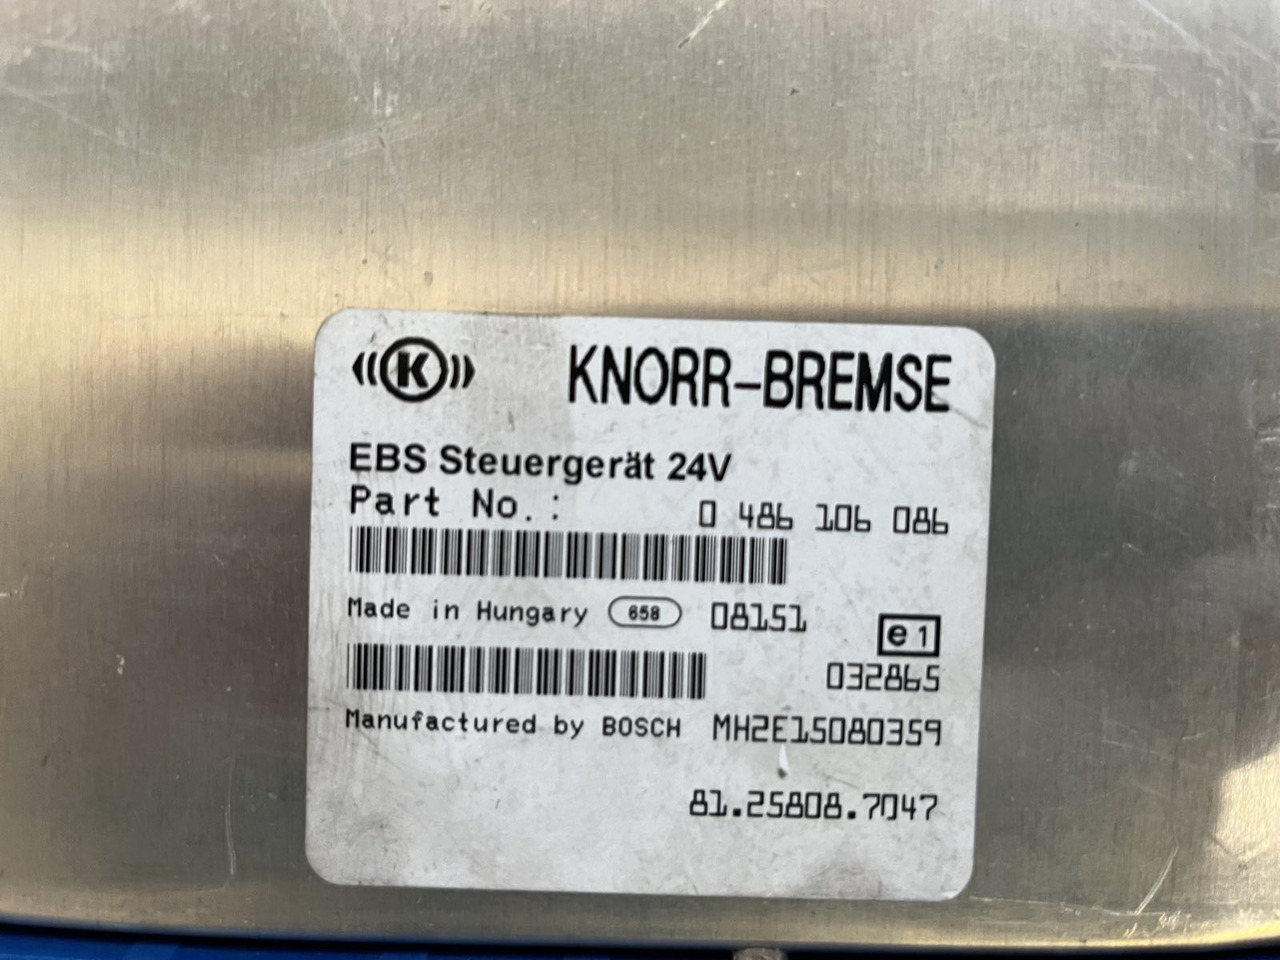 K KNORR-BREMSE
EBS Steuergerät 24V
Part No.: 0 486 106 086
Made in Hungary 658 08151 e1
032865
Manufactured by BOSCH MH2E15080359
81.25808.7047